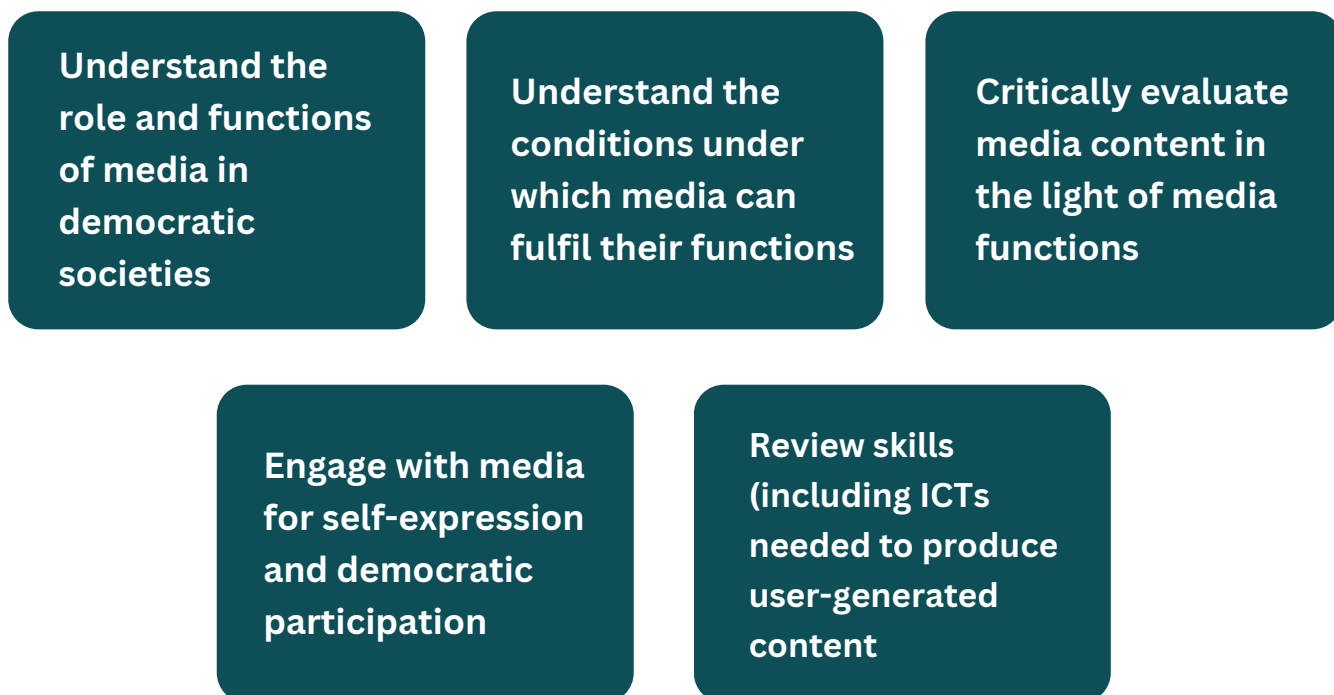 Understand the
role and functions
of media in
democratic
societies
Understand the
conditions under
which media can
fulfil their functions
Critically evaluate
media content in
the light of media
functions
Engage with media
for self-expression
and democratic
participation
Review skills
(including ICTs
needed to produce
user-generated
content